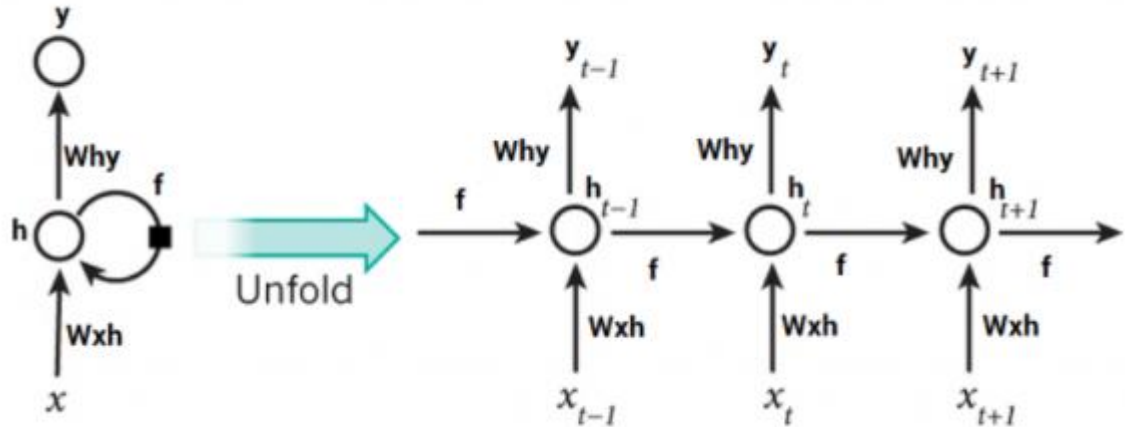 y
Why
f
h
Unfold
Wxh
x
y t-1
y t
y t+1
Why
Why
Why
f
h t-1
h t
h t+1
f
f
f
Wxh
Wxh
Wxh
x t-1
x t
x t+1